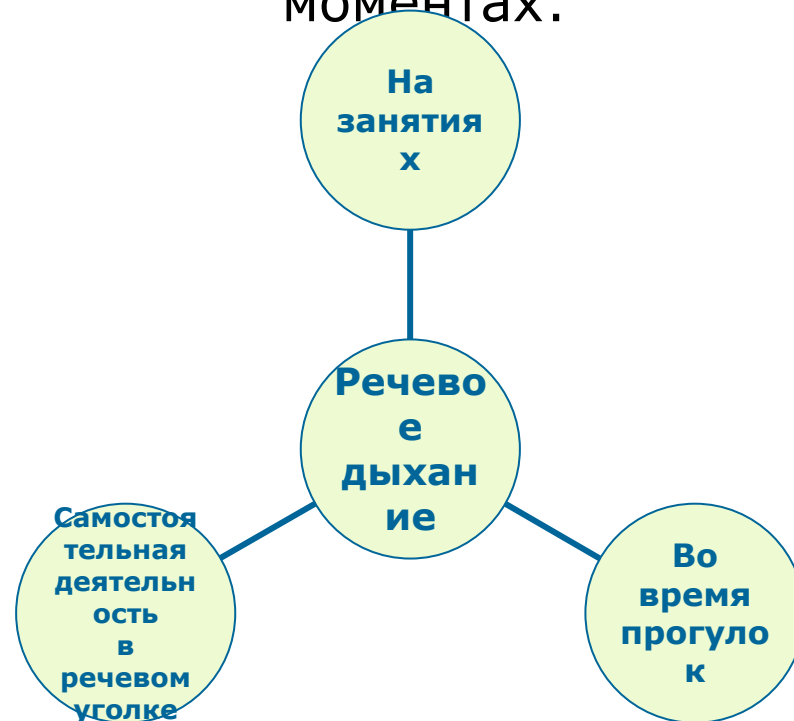 моментах.
На
занятия
х
Речево
е
дыхан
ие
Самостоя
тельная
деятельн
ость
в
речевом
уголке
Во
время
прогуло
к